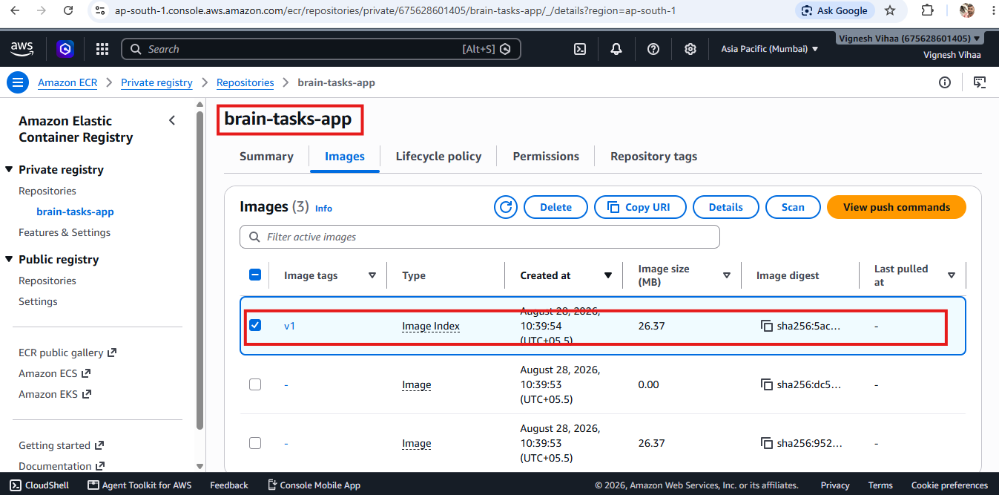 ap-south-1.console.aws.amazon.com/ecr/repositories/private/675628601405/brain-tasks-app/_/details?region=ap-south-1
Ask Google
aws
Search
[Alt+S]
Asia Pacific (Mumbai)
Vignesh Vihaa (675628601405)
Vignesh Vihaa
Amazon ECR
Private registry
Repositories
brain-tasks-app
Amazon Elastic
Container Registry
Private registry
Repositories
brain-tasks-app
Features & Settings
Public registry
Repositories
Settings
ECR public gallery
Amazon ECS
Amazon EKS
Getting started
Documentation
brain-tasks-app
Summary
Images
Lifecycle policy
Permissions
Repository tags
Images (3) Info
Delete
Copy URI
Details
Scan
View push commands
Filter active images
Image tags
Type
Created at
Image size
(MB)
Image digest
Last pulled
at
v1
Image Index
August 28, 2026,
10:39:54
(UTC+05.5)
26.37
sha256:5ac...
-
-
Image
August 28, 2026,
10:39:53
(UTC+05.5)
0.00
sha256:dc5...
-
-
Image
August 28, 2026,
10:39:53
(UTC+05.5)
26.37
sha256:952...
-
CloudShell
Agent Toolkit for AWS
Feedback
Console Mobile App
© 2026, Amazon Web Services, Inc. or its affiliates.
Privacy
Terms
Cookie preferences